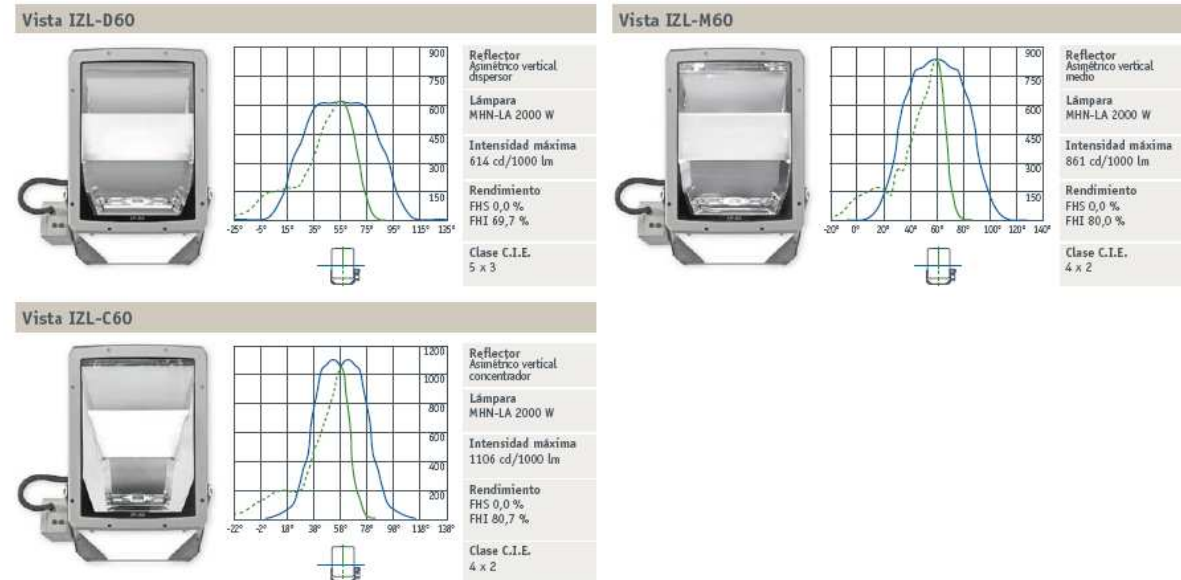 Vista IZL-D60
900
750
600
450
300
150
-25° -5° 15° 35° 55° 75° 95° 115° 135°
Reflector
Asimétrico vertical
dispersor
Lámpara
MHN-LA 2000 W
Intensidad máxima
614 cd/1000 lm
Rendimiento
FHS 0,0 %
FHI 69,7 %
Clase C.I.E.
5 x 3
Vista IZL-M60
900
750
600
450
300
150
-20° 0° 20° 40° 60° 80° 100° 120° 140°
Reflector
Asimétrico vertical
medio
Lámpara
MHN-LA 2000 W
Intensidad máxima
861 cd/1000 lm
Rendimiento
FHS 0,0 %
FHI 80,0 %
Clase C.I.E.
4 x 2
Vista IZL-C60
1200
1000
800
600
400
200
-22° -2° 18° 38° 58° 78° 98° 118° 138°
Reflector
Asimétrico vertical
concentrador
Lámpara
MHN-LA 2000 W
Intensidad máxima
1106 cd/1000 lm
Rendimiento
FHS 0,0 %
FHI 80,7 %
Clase C.I.E.
4 x 2